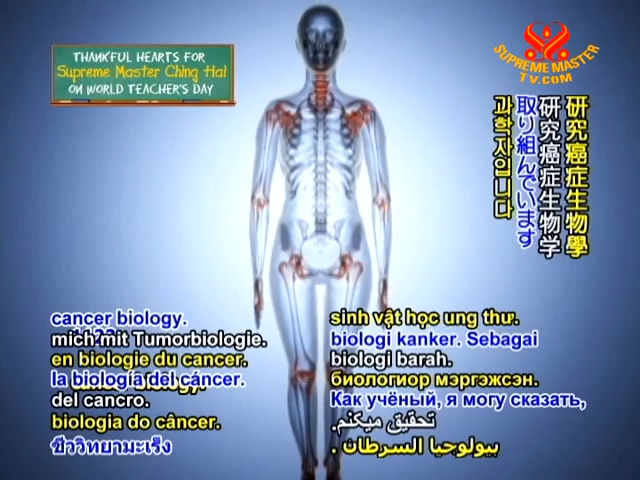 THANKFUL HEARTS FOR
Supreme Master Ching Hai
ON WORLD TEACHER'S DAY
SUPREME MASTER
TV.COM
研究癌症生物學
研究癌症生物学
取り組んでいます
과학자입니다
cancer biology.
mich mit Tumorbiologie.
en biologie du cancer.
la biología del cáncer.
del cancro.
biologia do câncer.
ชีววิทยามะเร็ง
sinh vật học ung thư.
biologi kanker. Sebagai
biologi barah.
биологиор мэргэжсэн.
Как учёный, я могу сказать,
تحقیق میکنم.
بيولوجيا السرطان .